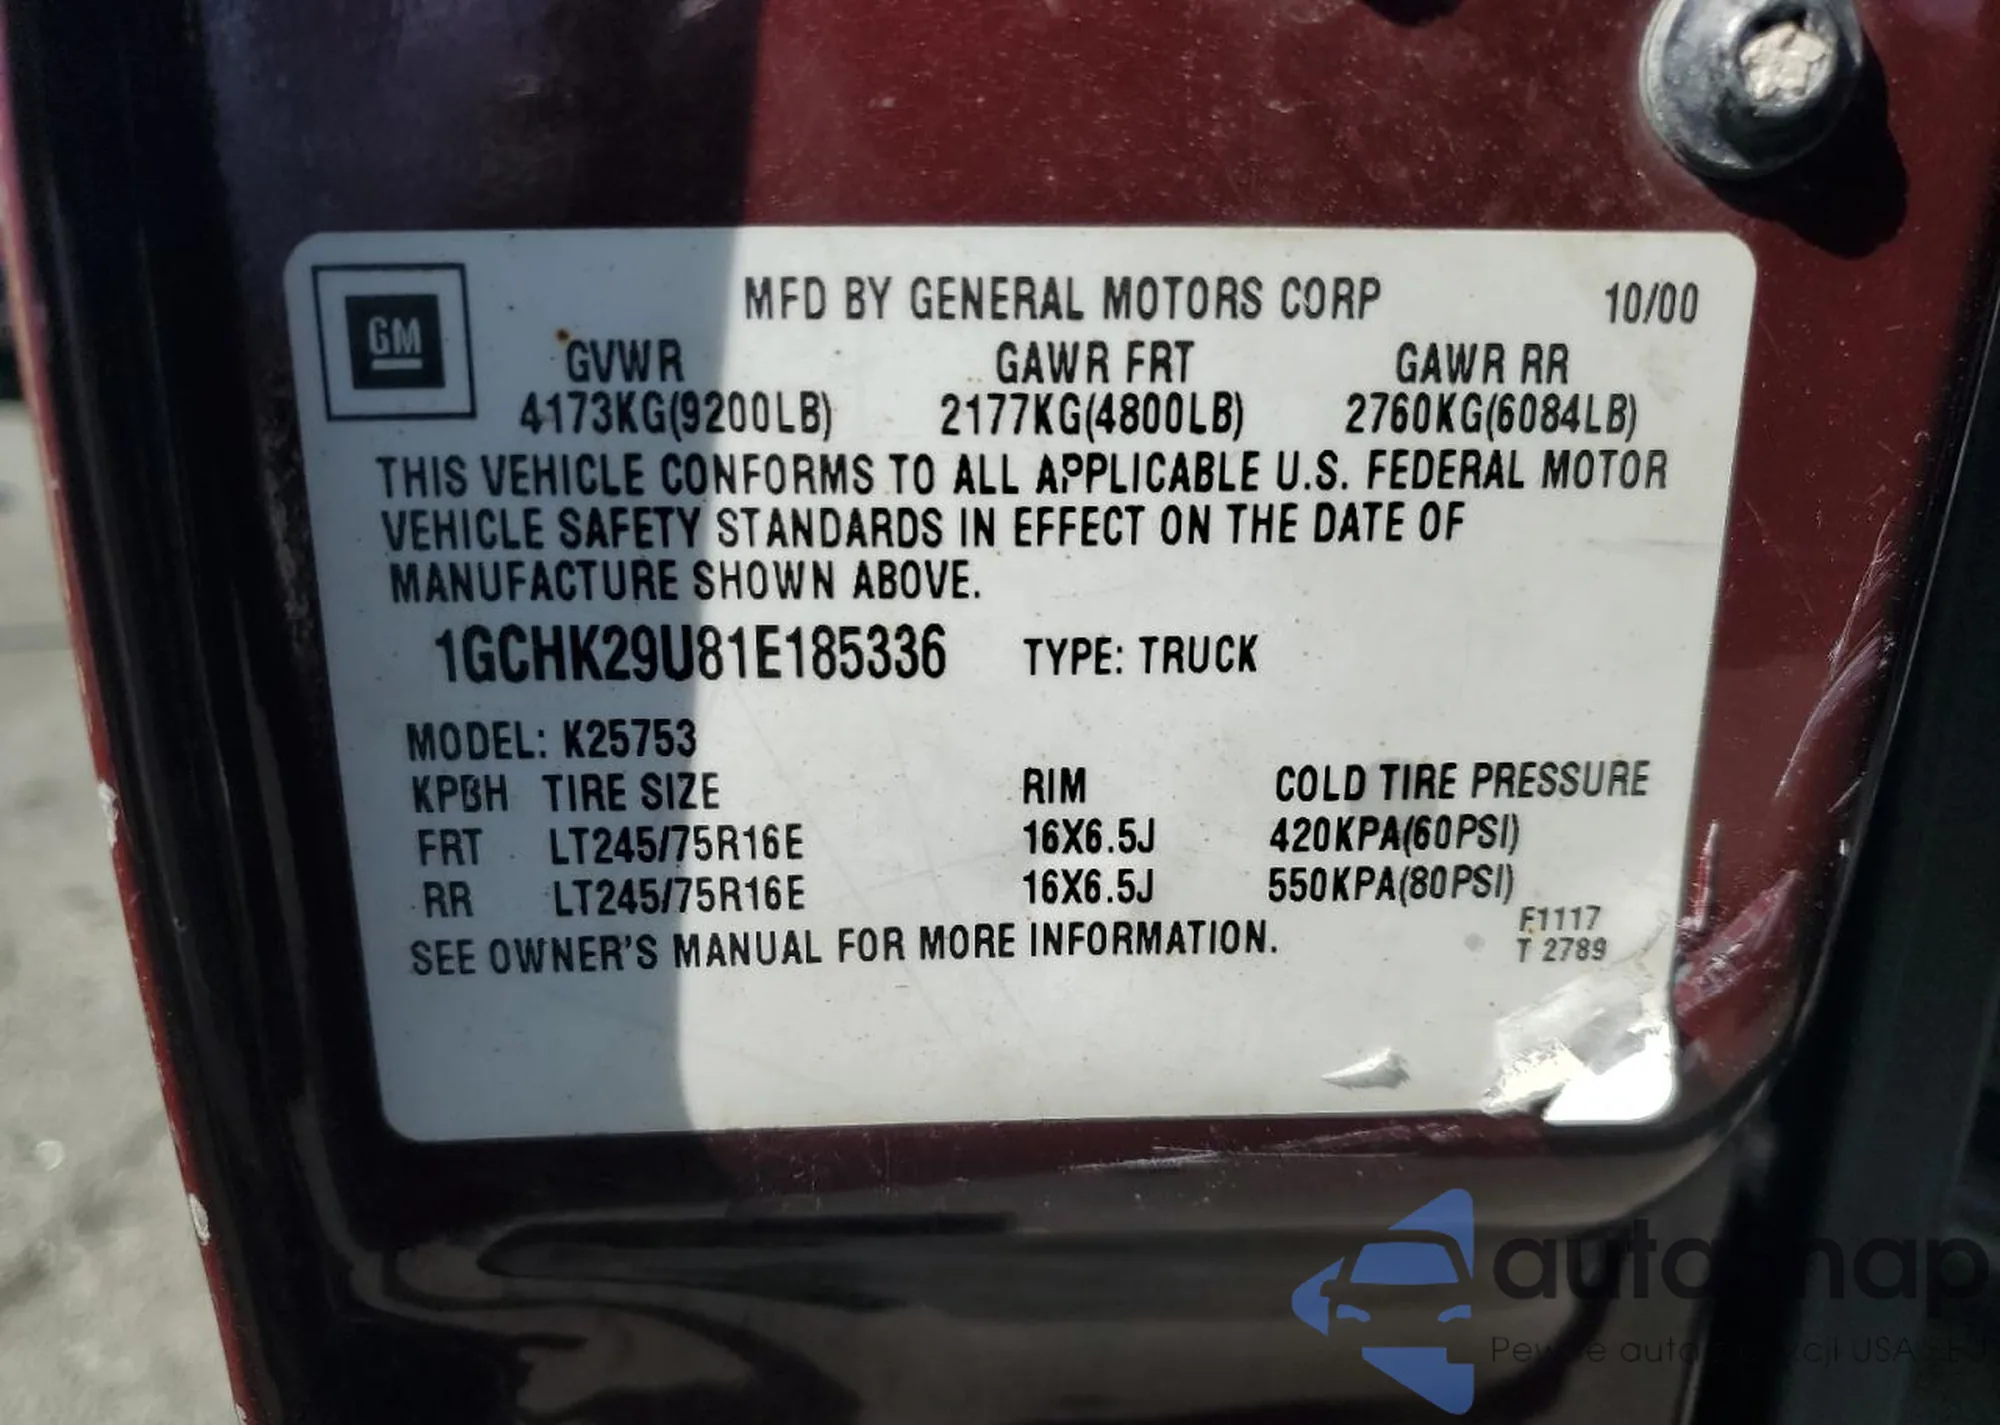 GM
MFD BY GENERAL MOTORS CORP 10/00
GVWR GAWR FRT GAWR RR
4173KG(9200LB) 2177KG(4800LB) 2760KG(6084LB)
THIS VEHICLE CONFORMS TO ALL APPLICABLE U.S. FEDERAL MOTOR
VEHICLE SAFETY STANDARDS IN EFFECT ON THE DATE OF
MANUFACTURE SHOWN ABOVE.
1GCHK29U81E185336 TYPE: TRUCK
MODEL: K25753
KPBH TIRE SIZE RIM COLD TIRE PRESSURE
FRT LT245/75R16E 16X6.5J 420KPA(60PSI)
RR LT245/75R16E 16X6.5J 550KPA(80PSI)
F1117
SEE OWNER'S MANUAL FOR MORE INFORMATION. T 2789
auto map
USA